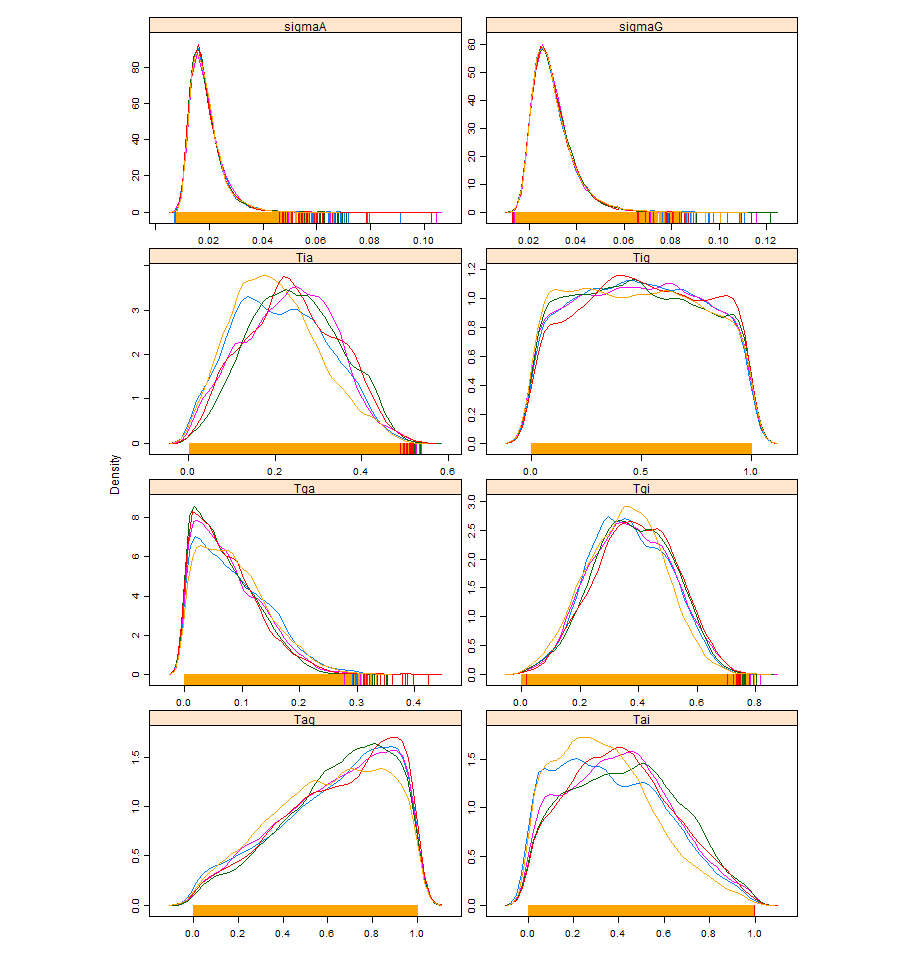 sigmaA
sigmaG
0 20 40 60 80
0 10 20 30 40 50 60
0.02 0.04 0.06 0.08 0.10
0.02 0.04 0.06 0.08 0.10 0.12
Tia
Tig
0 1 2 3
0.0 0.2 0.4 0.6 0.8 1.0 1.2
0.0 0.2 0.4 0.6
0.0 0.5 1.0
Density
Tga
Tgi
0 2 4 6 8
0.0 0.5 1.0 1.5 2.0 2.5 3.0
0.0 0.1 0.2 0.3 0.4
0.0 0.2 0.4 0.6 0.8
Tag
Tai
0.0 0.5 1.0 1.5
0.0 0.5 1.0 1.5
0.0 0.2 0.4 0.6 0.8 1.0
0.0 0.2 0.4 0.6 0.8 1.0